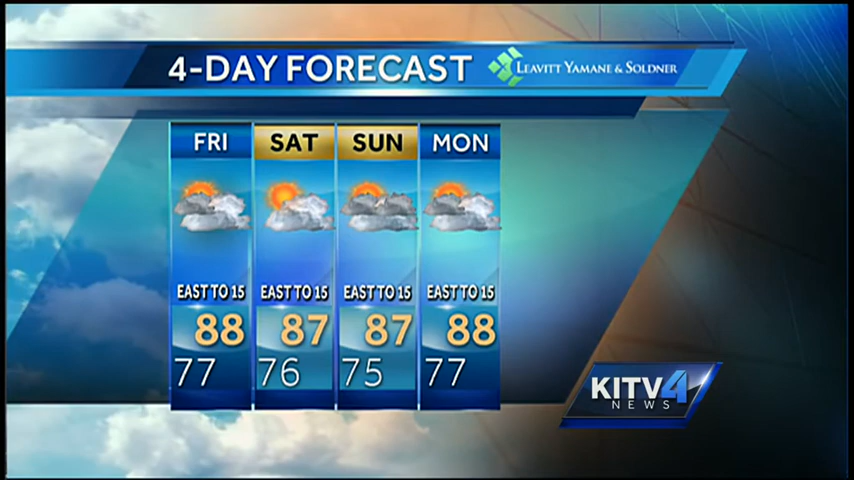 4-DAY FORECAST LEAVITT YAMANE & SOLDNER
FRI SAT SUN MON
EAST TO 15 EAST TO 15 EAST TO 15 EAST TO 15
88 87 87 88
77 76 75 77
KITV4
NEWS